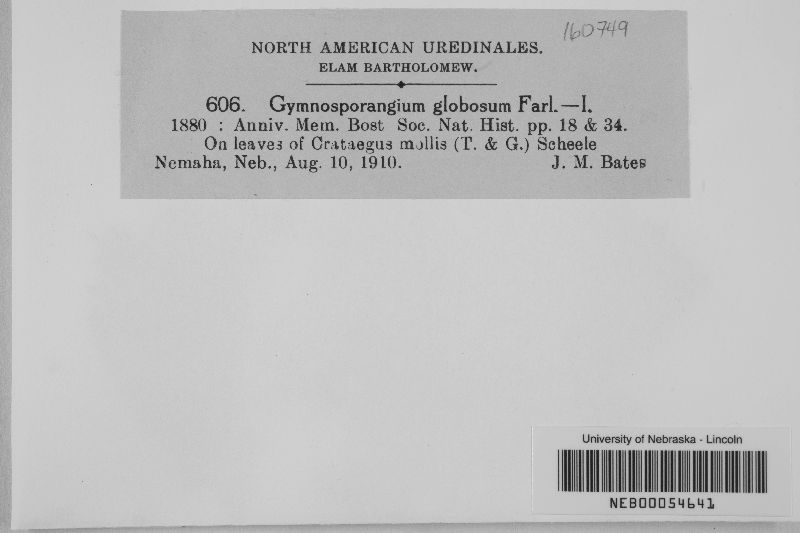 160749
NORTH AMERICAN UREDINALES.
ELAM BARTHOLOMEW.
606. Gymnosporangium globosum Farl.—I.
1880 : Anniv. Mem. Bost Soc. Nat. Hist. pp. 18 & 34.
On leaves of Crataegus mollis (T. & G.) Scheele
Nemaha, Neb., Aug. 10, 1910. J. M. Bates
University of Nebraska - Lincoln
NEB00054641